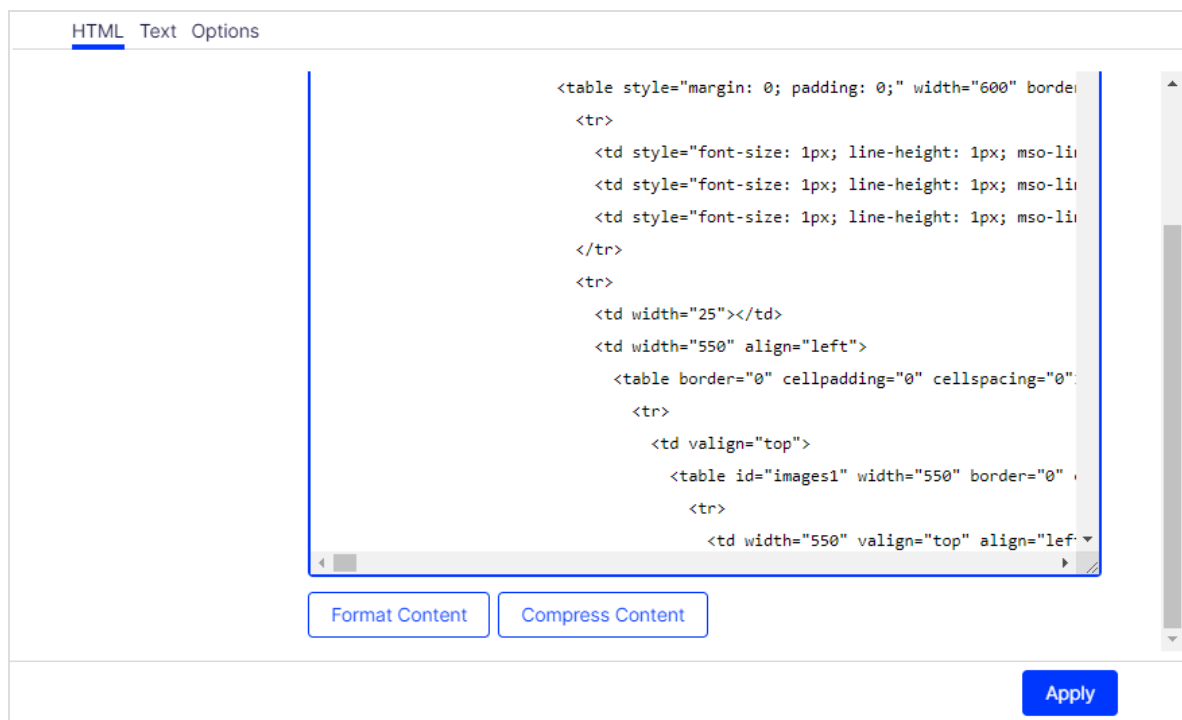 HTML Text Options
<table style="margin: 0; padding: 0;" width="600" border
<tr>
<td style="font-size: 1px; line-height: 1px; mso-li
<td style="font-size: 1px; line-height: 1px; mso-li
<td style="font-size: 1px; line-height: 1px; mso-li
</tr>
<tr>
<td width="25"></td>
<td width="550" align="left">
<table border="0" cellpadding="0" cellspacing="0"
<tr>
<td valign="top">
<table id="images1" width="550" border="0"
<tr>
<td width="550" valign="top" align="lef
Format Content Compress Content
Apply